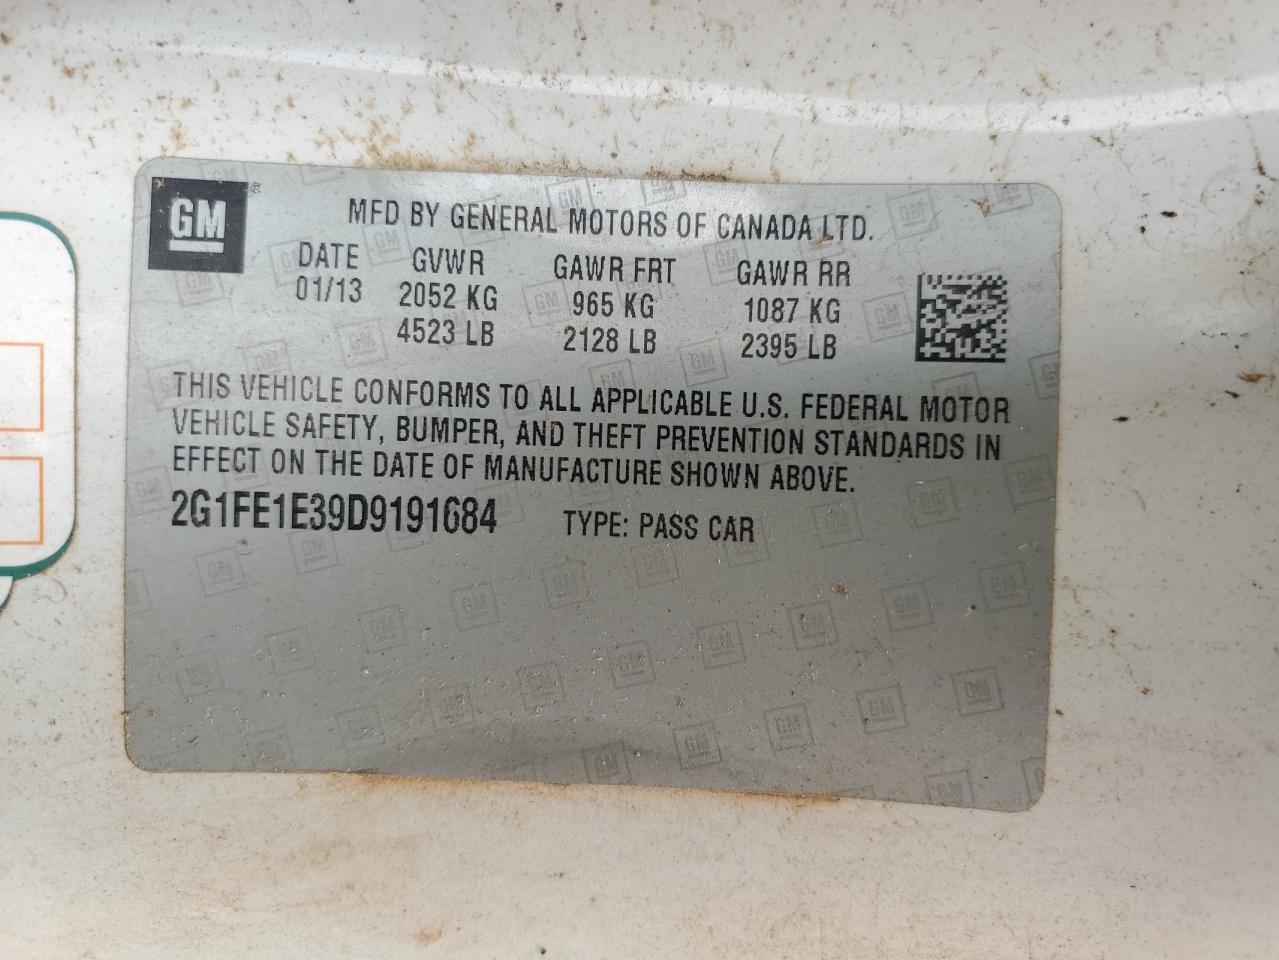 GM
MFD BY GENERAL MOTORS OF CANADA LTD.
DATE GVWR GAWR FRT GAWR RR
01/13 2052 KG 965 KG 1087 KG
4523 LB 2128 LB 2395 LB
THIS VEHICLE CONFORMS TO ALL APPLICABLE U.S. FEDERAL MOTOR
VEHICLE SAFETY, BUMPER, AND THEFT PREVENTION STANDARDS IN
EFFECT ON THE DATE OF MANUFACTURE SHOWN ABOVE.
2G1FE1E39D9191684 TYPE: PASS CAR